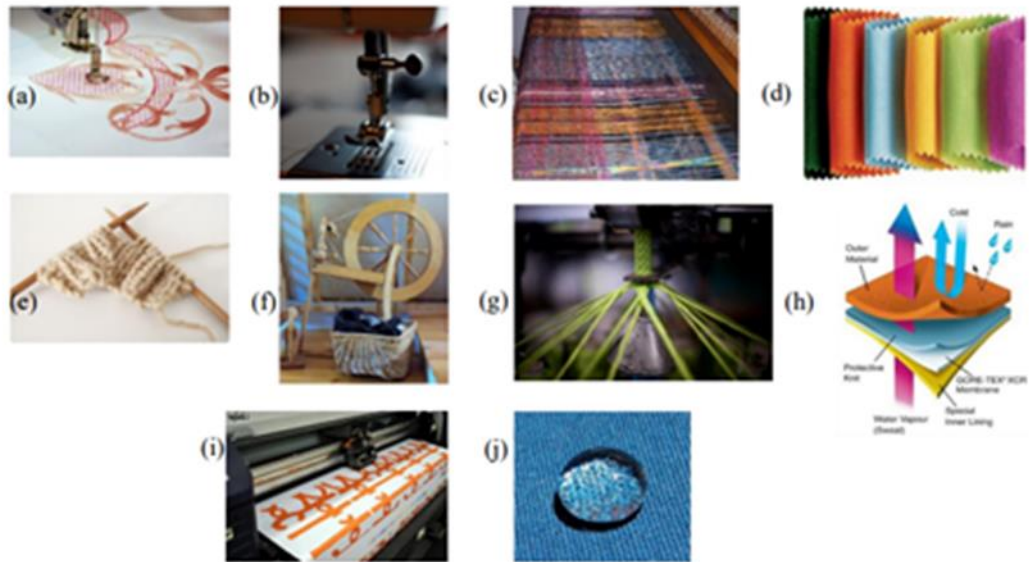 (a)
(b)
(c)
(d)
(e)
(f)
(g)
(h)
Cold
Rain
Outer
Material
Protective
Knit
GORE-TEX® XCR
Membrane
Special
Inner Lining
Water Vapour
(Sweat)
(i)
(j)